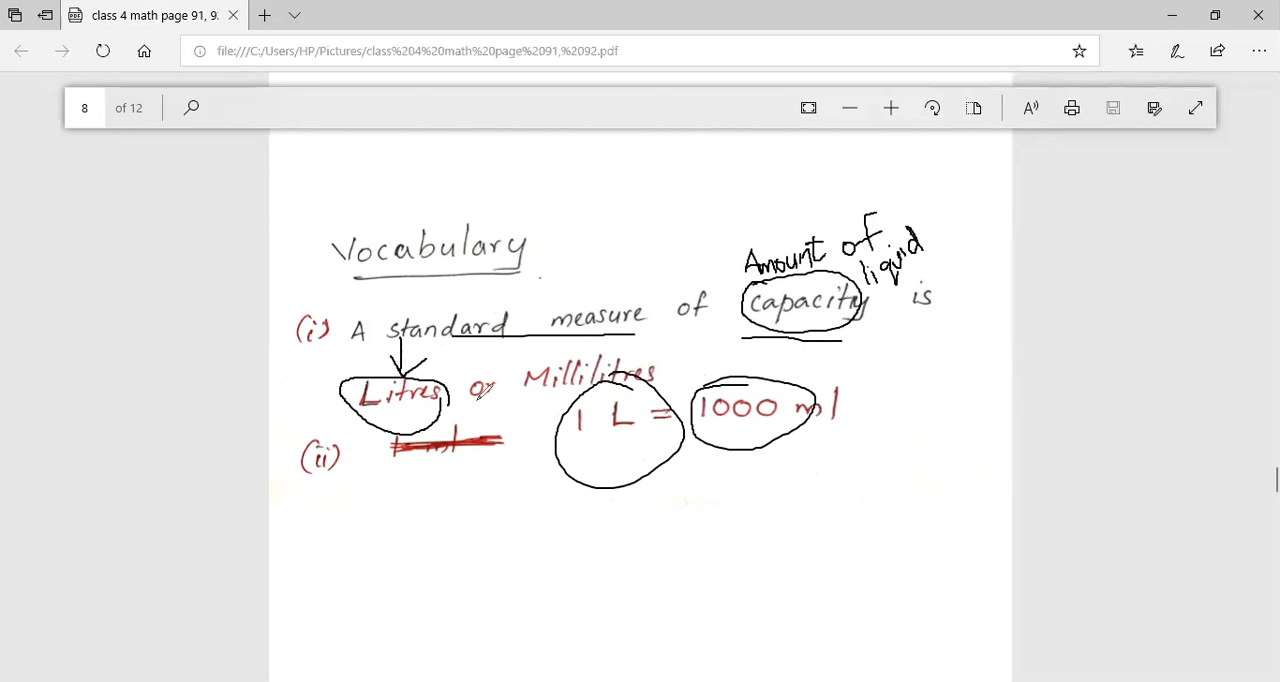 class 4 math page 91, 92
file:///C:/Users/HP/Pictures/class%204%20math%20page%2091,%2092.pdf
8 of 12
Vocabulary
Amount of liquid
(i) A standard measure of capacity is
Litres or Millilitres
1 L = 1000 ml
(ii)